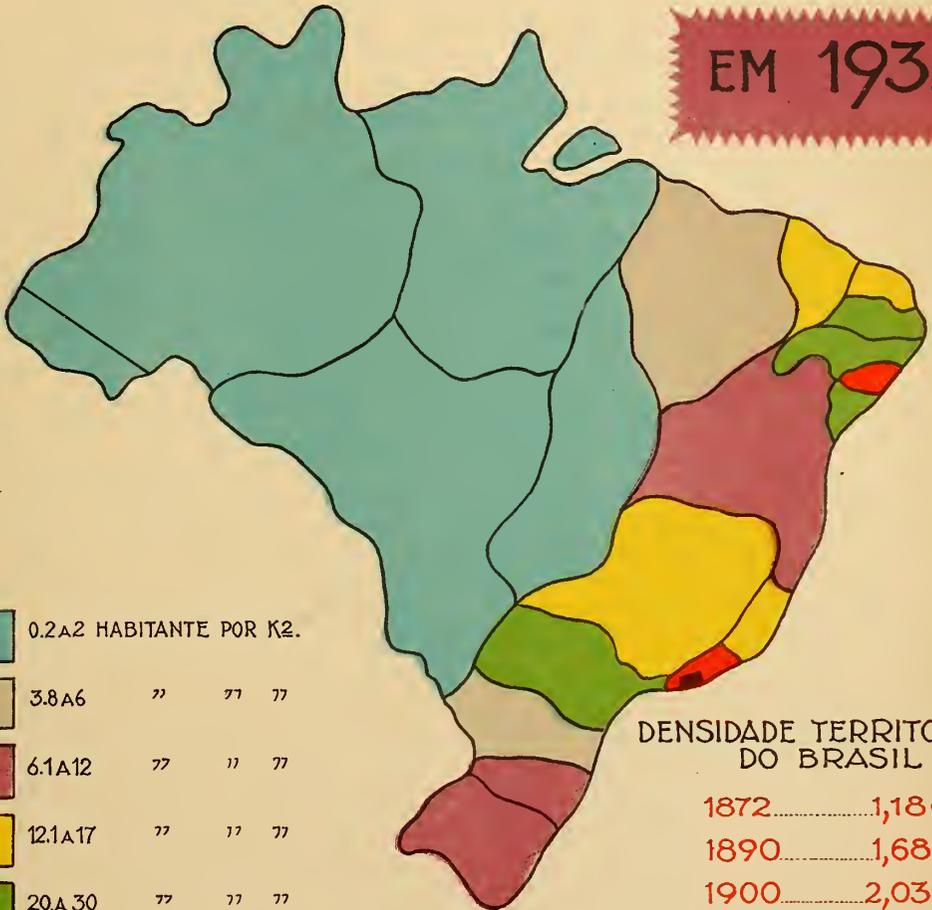 EM 193
0.2 A 2 HABITANTE POR K2.
3.8 A 6 " " "
6.1 A 12 " " "
12.1 A 17 " " "
20 A 30 " " "
DENSIDADE TERRITO
DO BRASIL
1872..............1,18
1890..............1,68
1900..............2,03